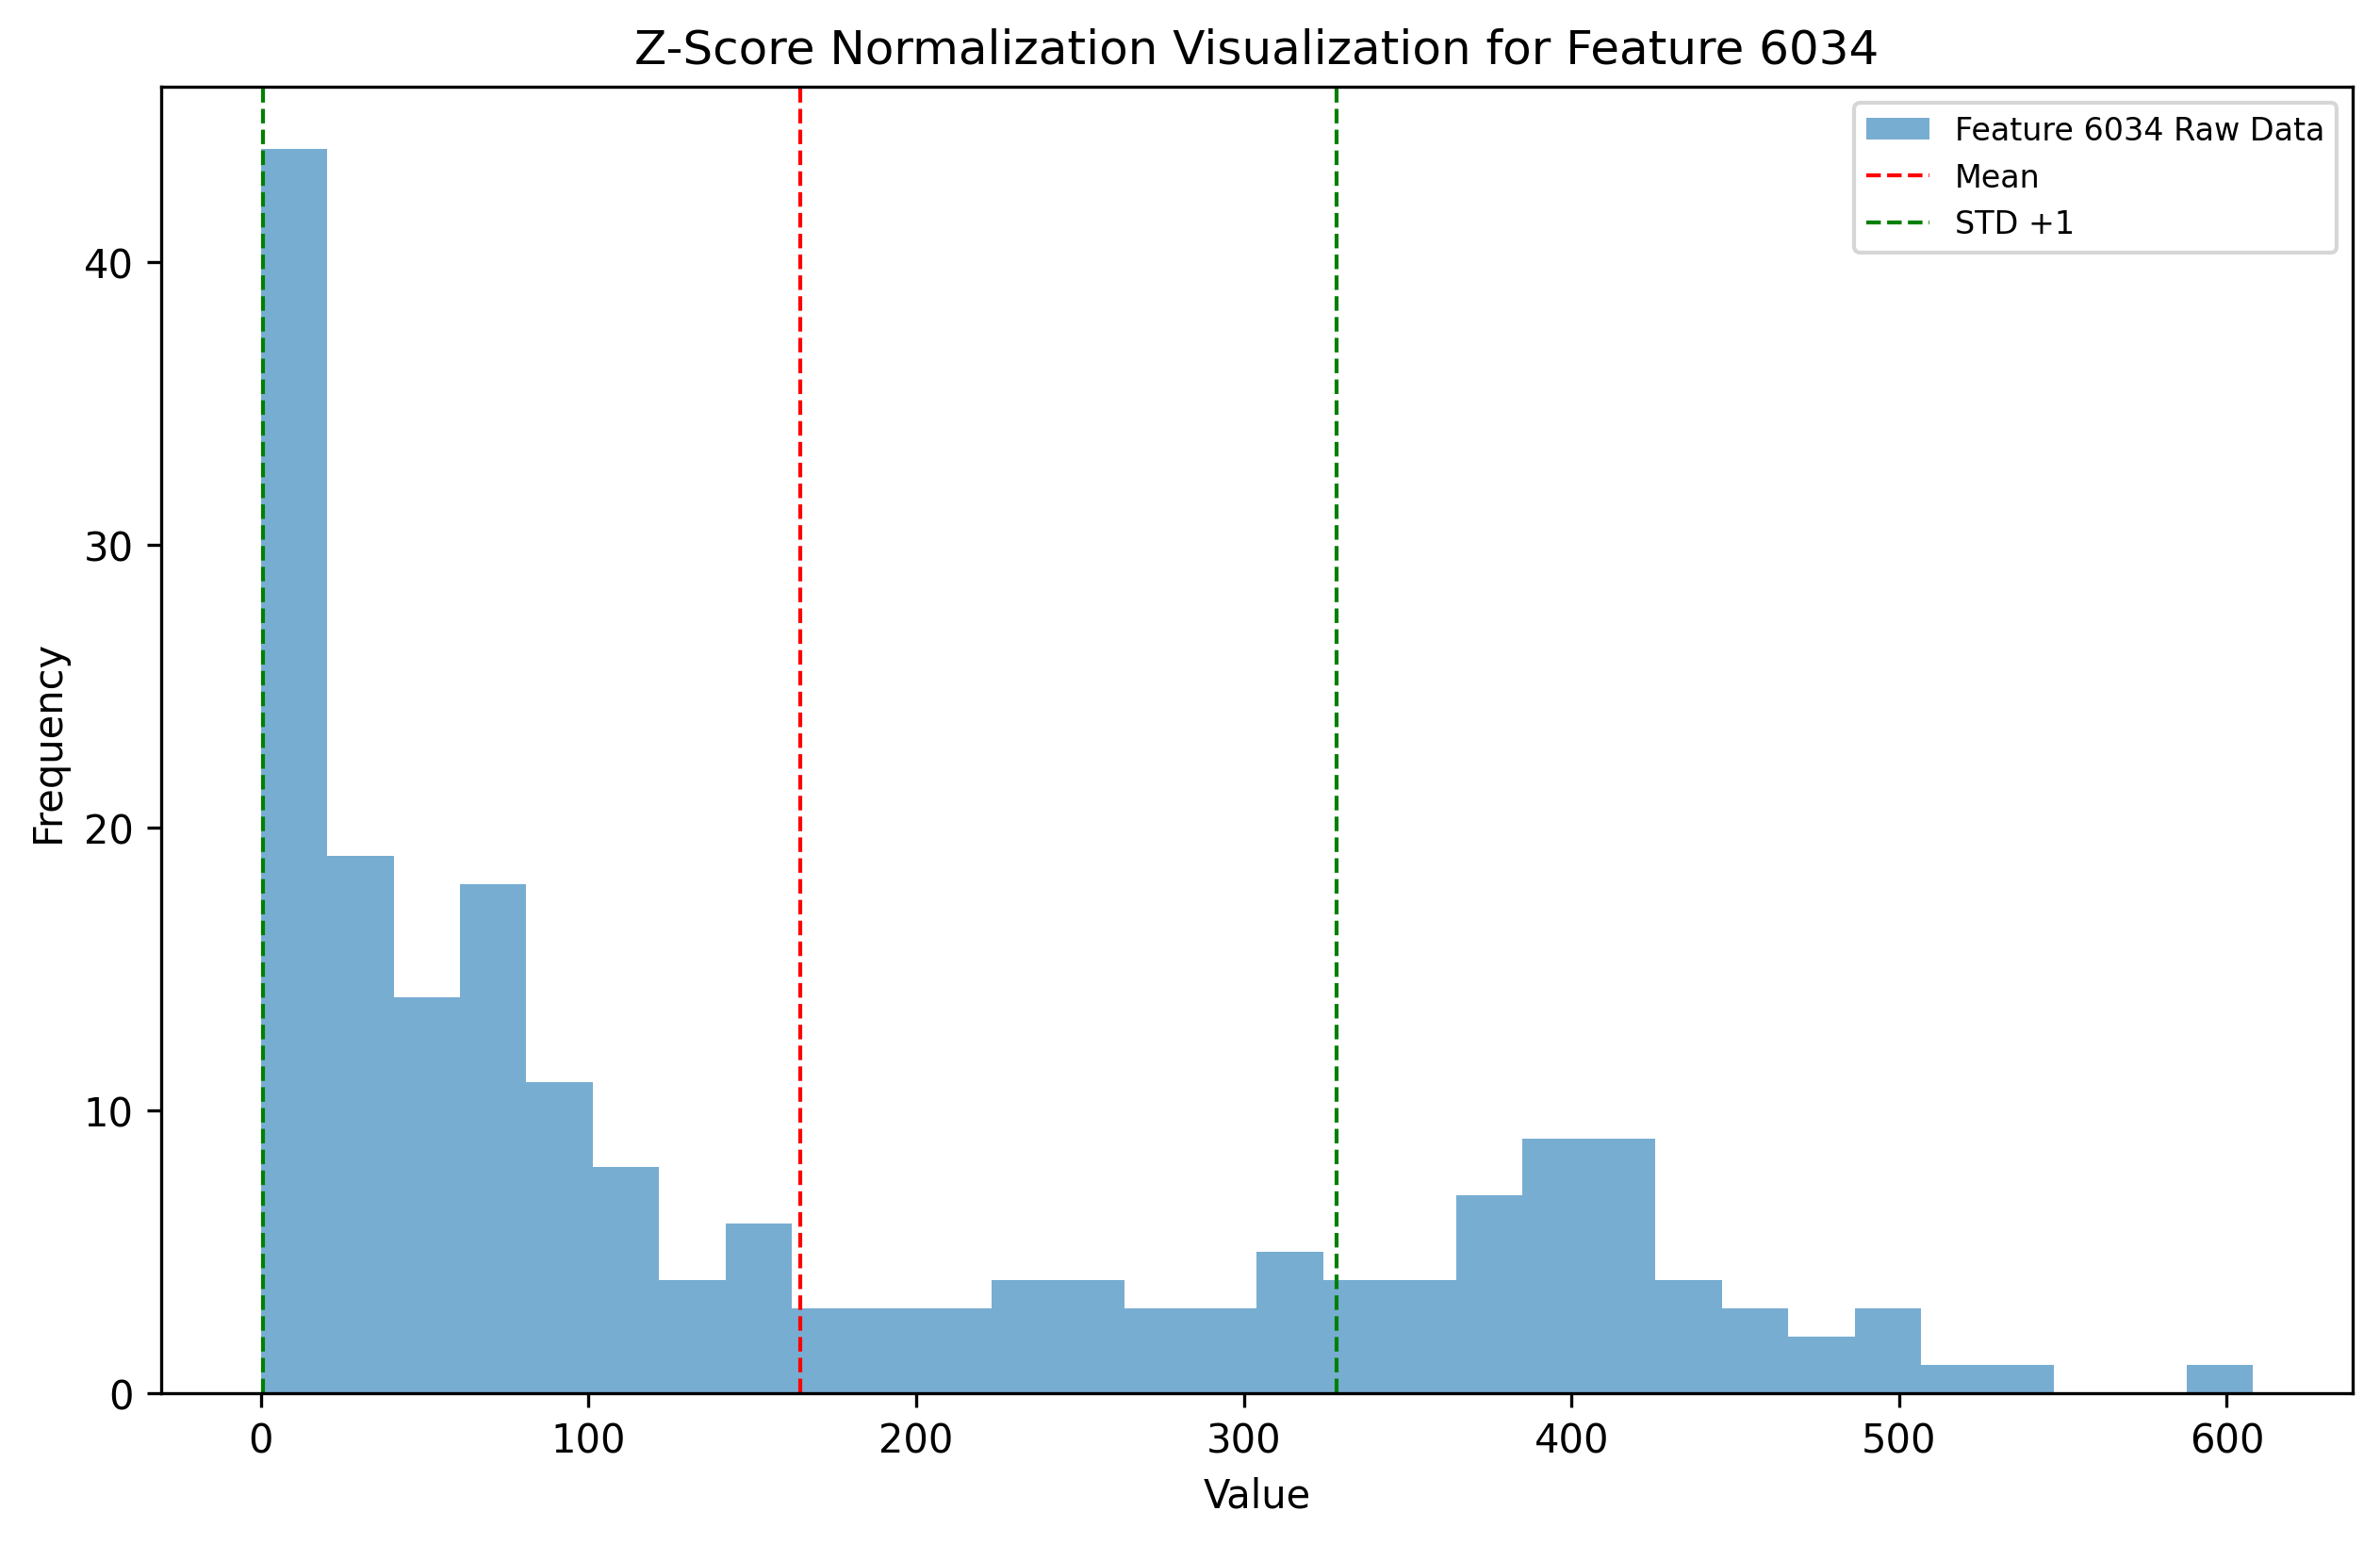 Z-Score Normalization Visualization for Feature 6034
Feature 6034 Raw Data
Mean
STD +1
Frequency
40
30
20
10
0
0 100 200 300 400 500 600
Value